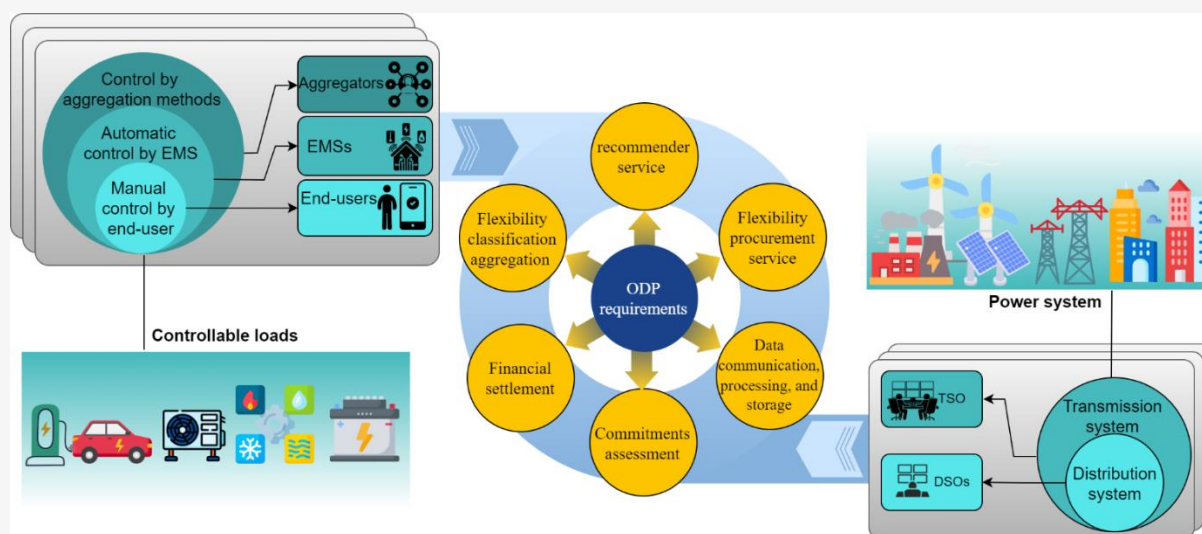 Control by
aggregation methods
Automatic
control by EMS
Manual
control by
end-user
Aggregators
EMSs
End-users
Controllable loads
recommender
service
Flexibility
classification
aggregation
Flexibility
procurement
service
ODP
requirements
Financial
settlement
Data
communication,
processing, and
storage
Commitments
assessment
Power system
TSO
DSOs
Transmission
system
Distribution
system